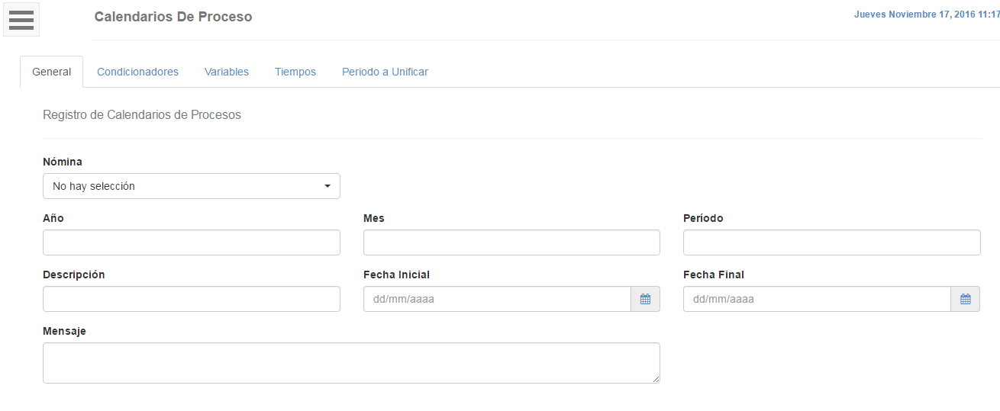 Calendarios De Proceso
Jueves Noviembre 17, 2016 11:17
General Condicionadores Variables Tiempos Periodo a Unificar
Registro de Calendarios de Procesos
Nómina
No hay selección
Año Mes Período
Descripción Fecha Inicial Fecha Final
dd/mm/aaaa dd/mm/aaaa
Mensaje